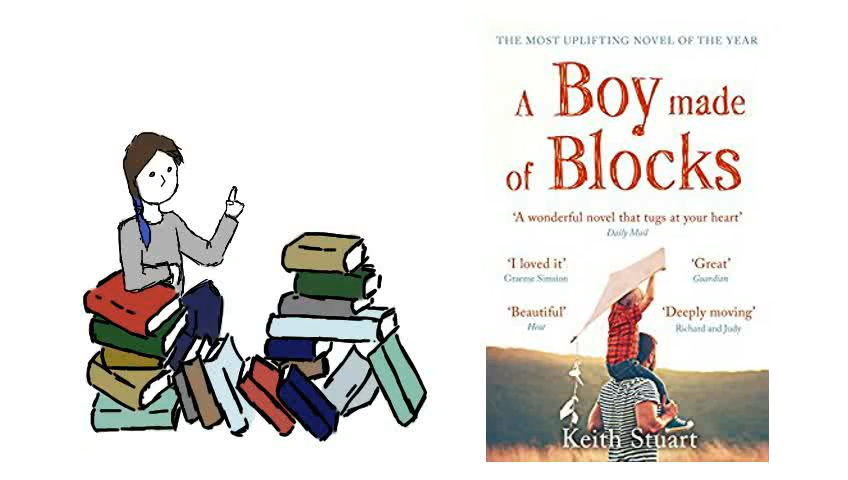 THE MOST UPLIFTING NOVEL OF THE YEAR
A Boy made
of Blocks
'A wonderful novel that tugs at your heart'
Daily Mail
'I loved it'
Graeme Simsion
'Great'
Guardian
'Beautiful'
Heat
'Deeply moving'
Richard and Judy
Keith Stuart